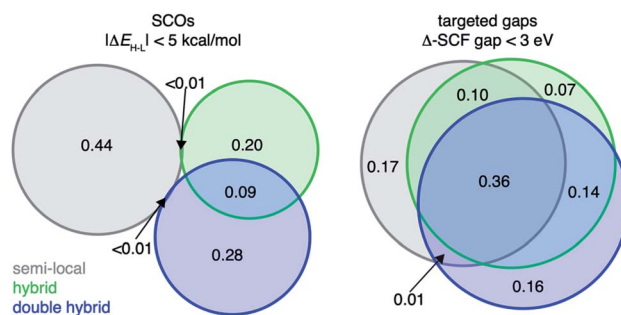 SCOs
|ΔE_H-L| < 5 kcal/mol
<0.01
0.44
0.20
0.09
<0.01
0.28
semi-local
hybrid
double hybrid
targeted gaps
Δ-SCF gap < 3 eV
0.10
0.07
0.17
0.36
0.14
0.01
0.16